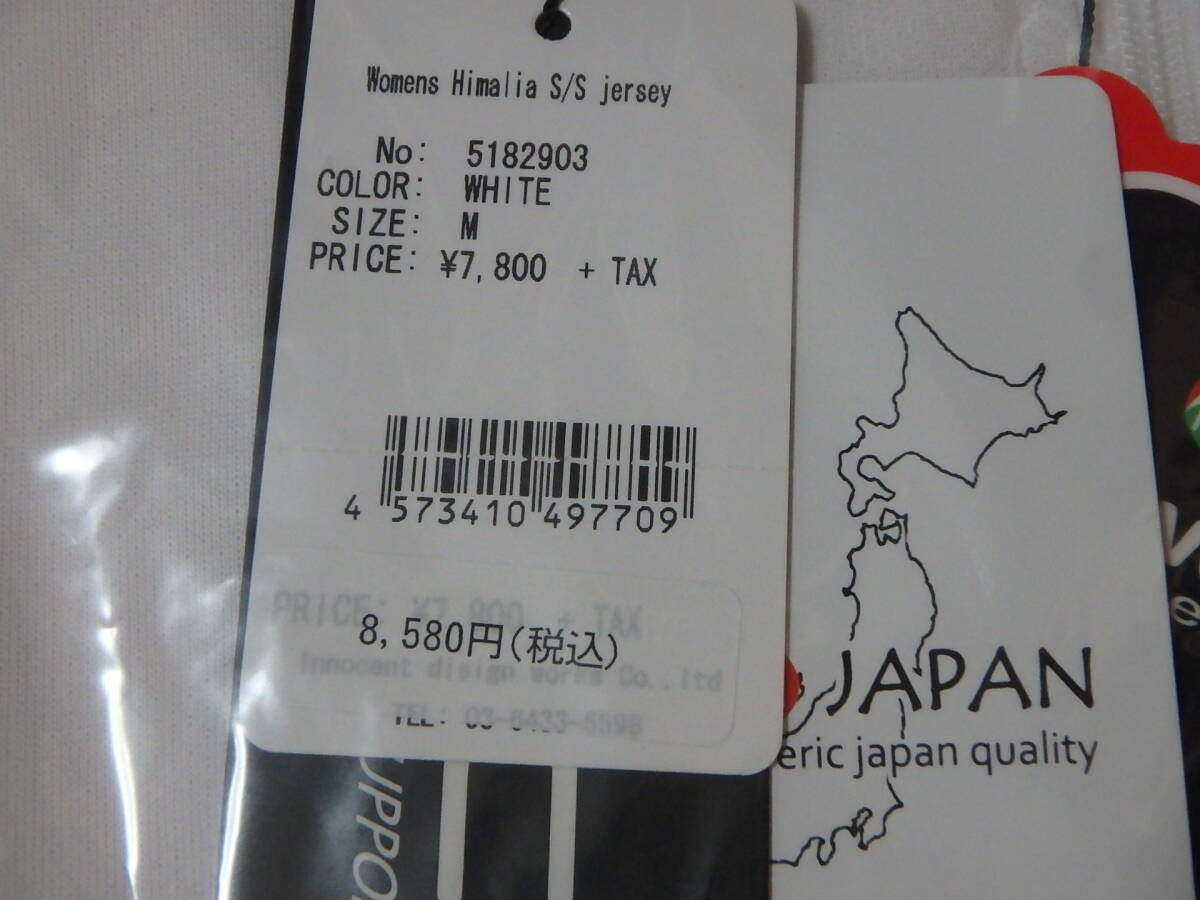 Womens Himalia S/S jersey
No: 5182903
COLOR: WHITE
SIZE: M
PRICE: ¥7,800 + TAX
4 573410 497709
PRICE: ¥7,800 + TAX
8,580円(税込)
Innocent disign works Co.,ltd
TEL: 03-6433-5598
JAPAN
eric japan quality
UPPO